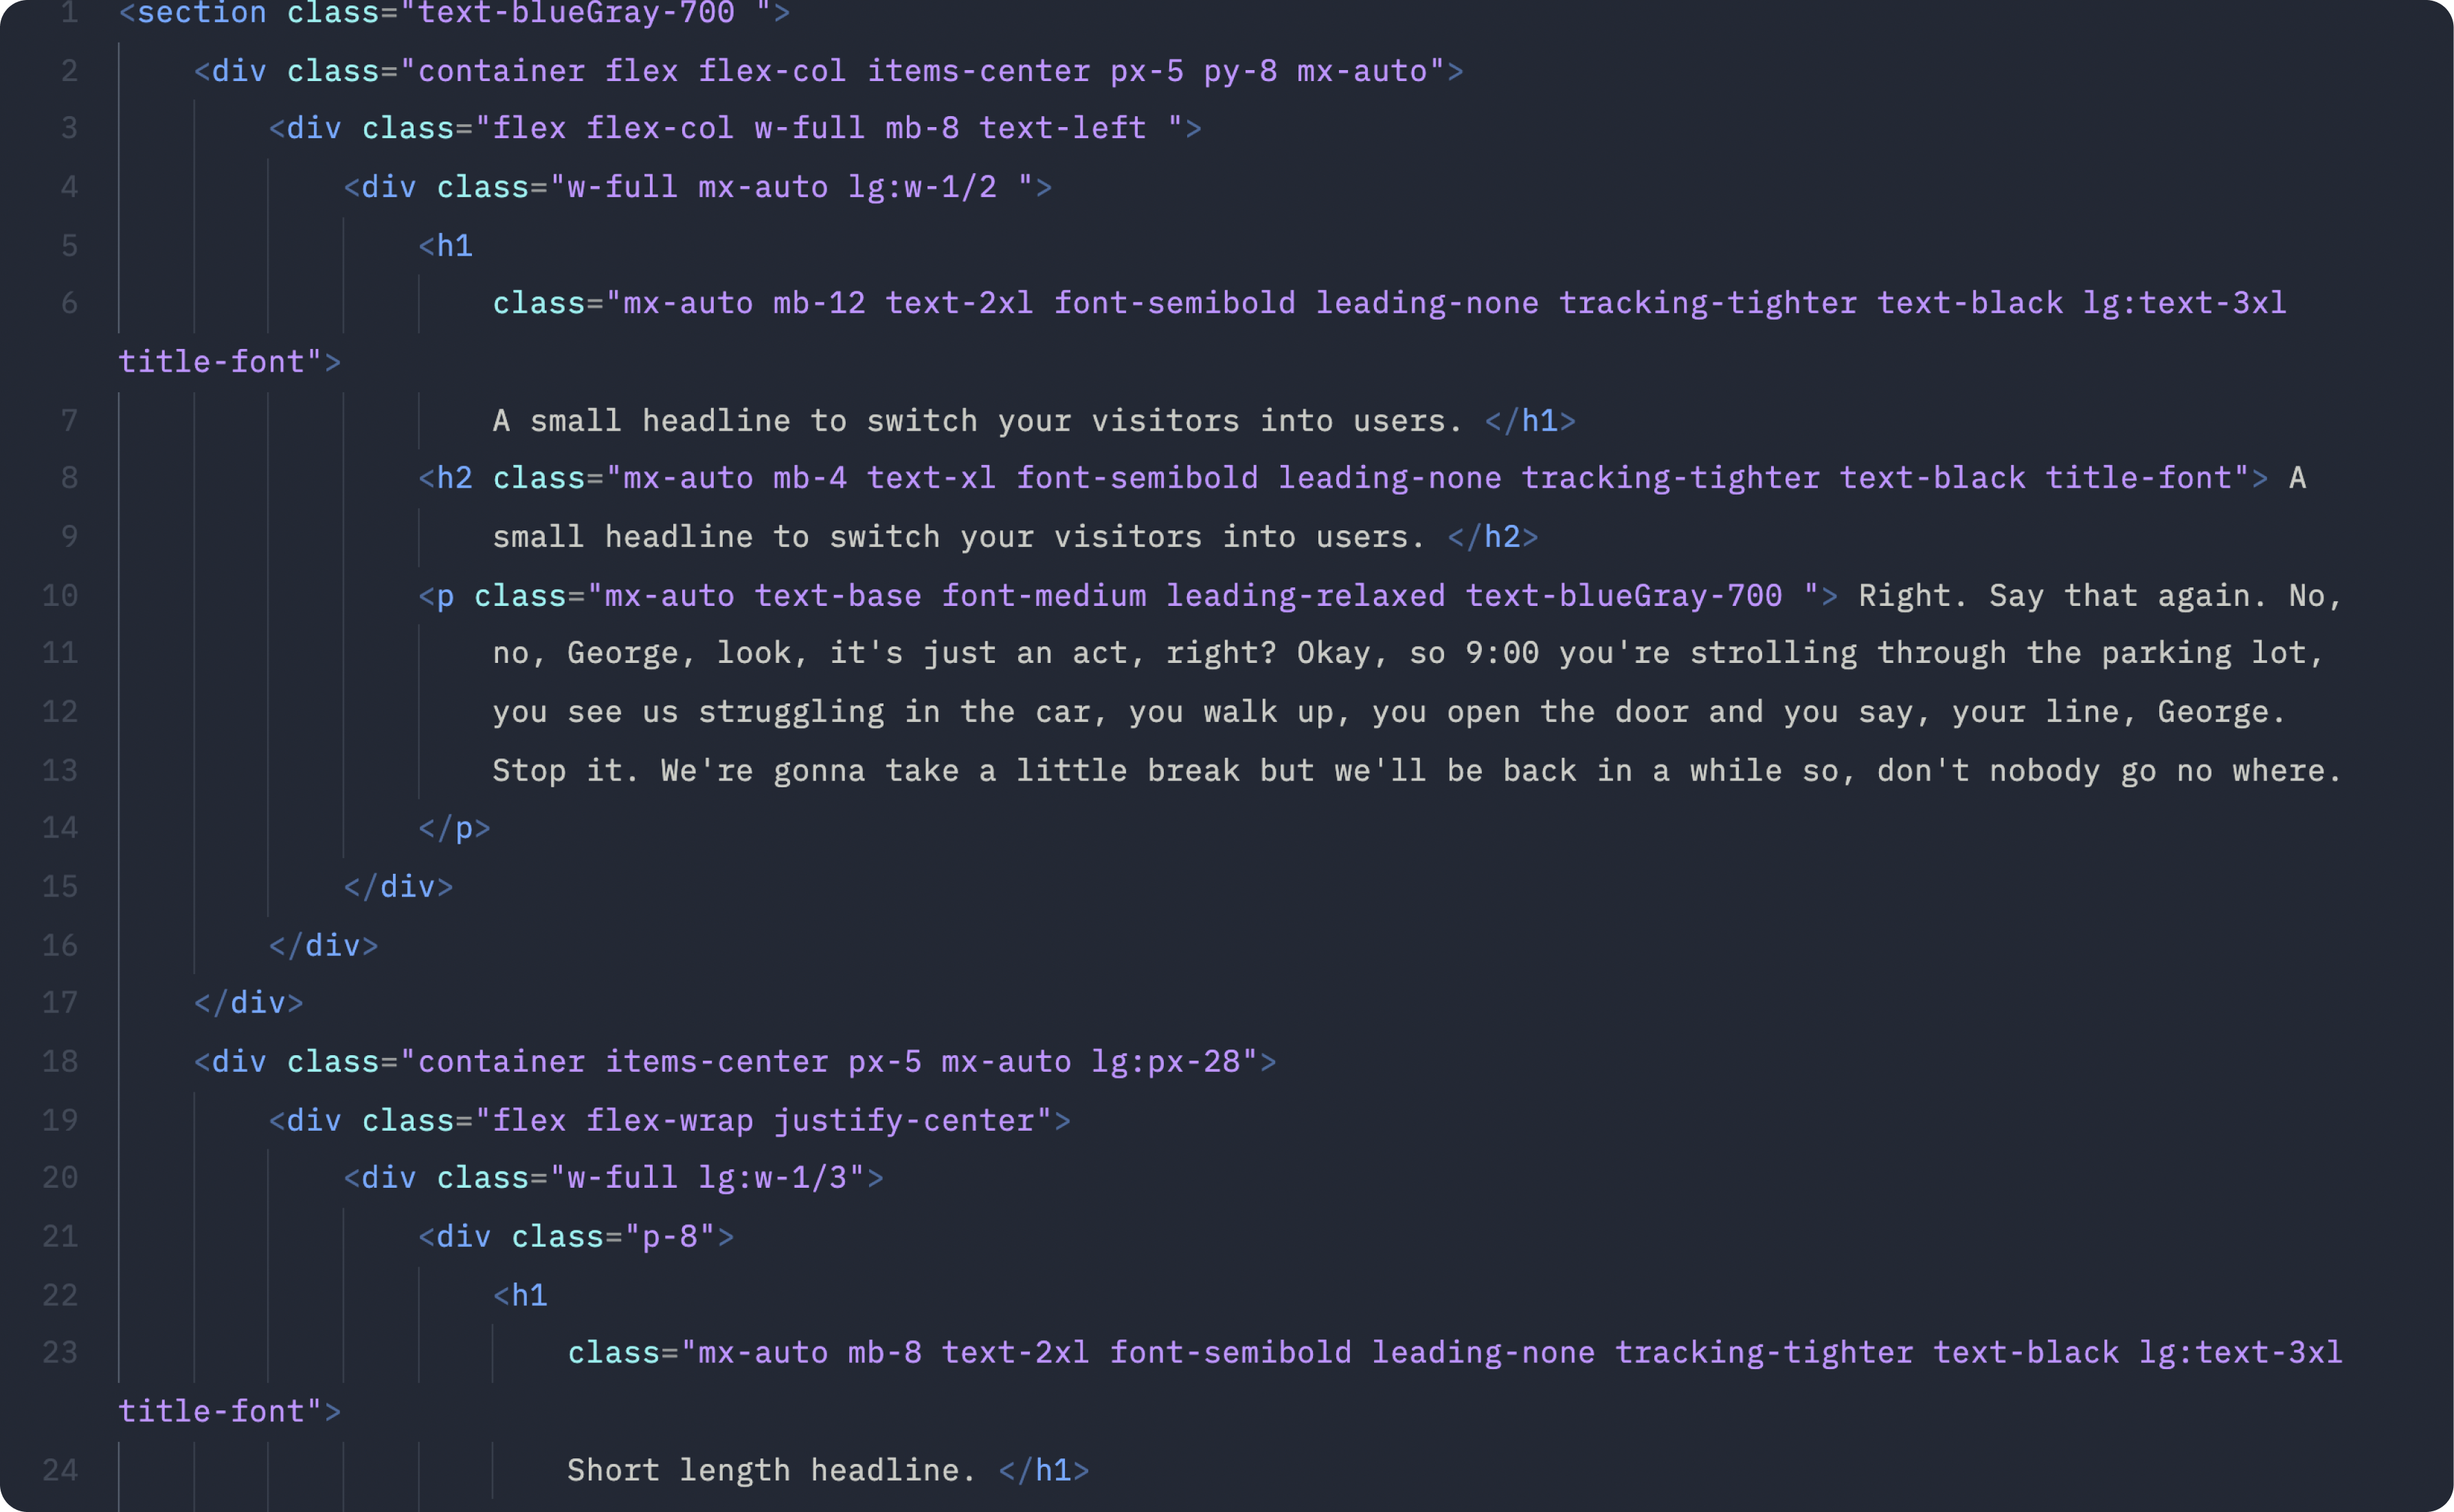 1 <section class="text-blueGray-700 ">
2 <div class="container flex flex-col items-center px-5 py-8 mx-auto">
3 <div class="flex flex-col w-full mb-8 text-left ">
4 <div class="w-full mx-auto lg:w-1/2 ">
5 <h1
6 class="mx-auto mb-12 text-2xl font-semibold leading-none tracking-tighter text-black lg:text-3xl
title-font">
7 A small headline to switch your visitors into users. </h1>
8 <h2 class="mx-auto mb-4 text-xl font-semibold leading-none tracking-tighter text-black title-font"> A
9 small headline to switch your visitors into users. </h2>
10 <p class="mx-auto text-base font-medium leading-relaxed text-blueGray-700 "> Right. Say that again. No,
11 no, George, look, it's just an act, right? Okay, so 9:00 you're strolling through the parking lot,
12 you see us struggling in the car, you walk up, you open the door and you say, your line, George.
13 Stop it. We're gonna take a little break but we'll be back in a while so, don't nobody go no where.
14 </p>
15 </div>
16 </div>
17 </div>
18 <div class="container items-center px-5 mx-auto lg:px-28">
19 <div class="flex flex-wrap justify-center">
20 <div class="w-full lg:w-1/3">
21 <div class="p-8">
22 <h1
23 class="mx-auto mb-8 text-2xl font-semibold leading-none tracking-tighter text-black lg:text-3xl
title-font">
24 Short length headline. </h1>